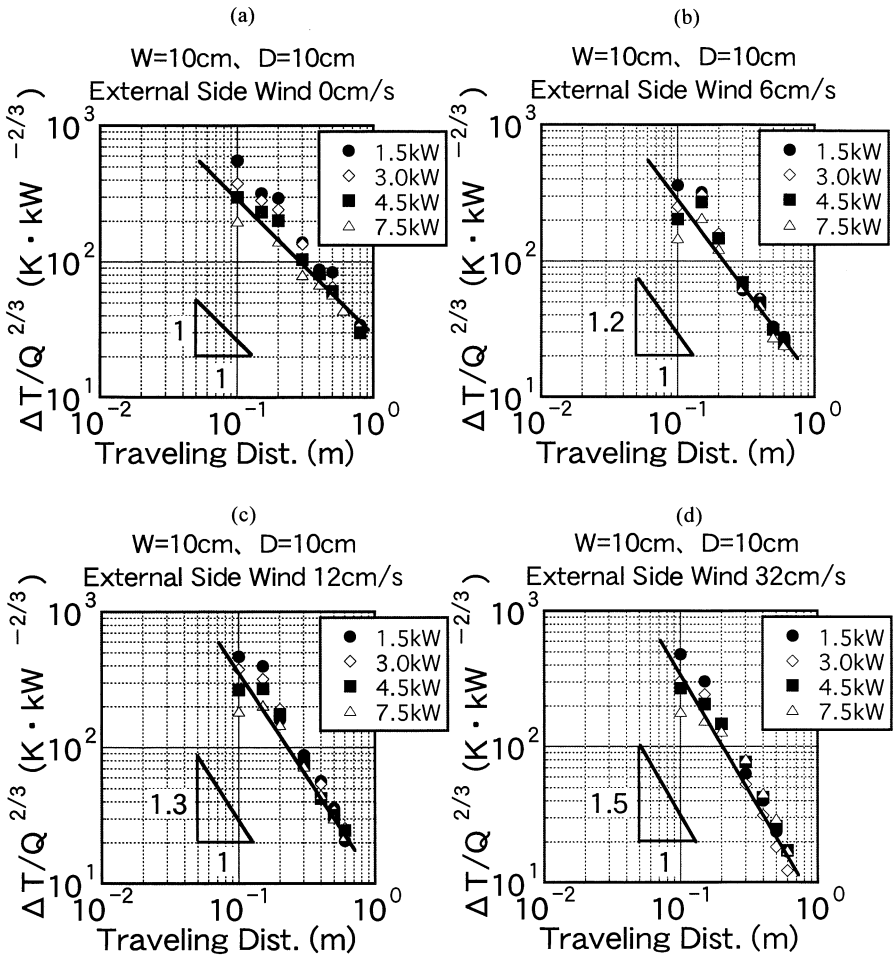 (a)
W=10cm、D=10cm
External Side Wind 0cm/s
ΔT/Q^2/3 (K・kW^-2/3)
10^3
10^2
10^1
1.5kW
3.0kW
4.5kW
7.5kW
1
1
10^-2
10^-1
10^0
Traveling Dist. (m)
(b)
W=10cm、D=10cm
External Side Wind 6cm/s
ΔT/Q^2/3 (K・kW^-2/3)
10^3
10^2
10^1
1.5kW
3.0kW
4.5kW
7.5kW
1.2
1
10^-2
10^-1
10^0
Traveling Dist. (m)
(c)
W=10cm、D=10cm
External Side Wind 12cm/s
ΔT/Q^2/3 (K・kW^-2/3)
10^3
10^2
10^1
1.5kW
3.0kW
4.5kW
7.5kW
1.3
1
10^-2
10^-1
10^0
Traveling Dist. (m)
(d)
W=10cm、D=10cm
External Side Wind 32cm/s
ΔT/Q^2/3 (K・kW^-2/3)
10^3
10^2
10^1
1.5kW
3.0kW
4.5kW
7.5kW
1.5
1
10^-2
10^-1
10^0
Traveling Dist. (m)